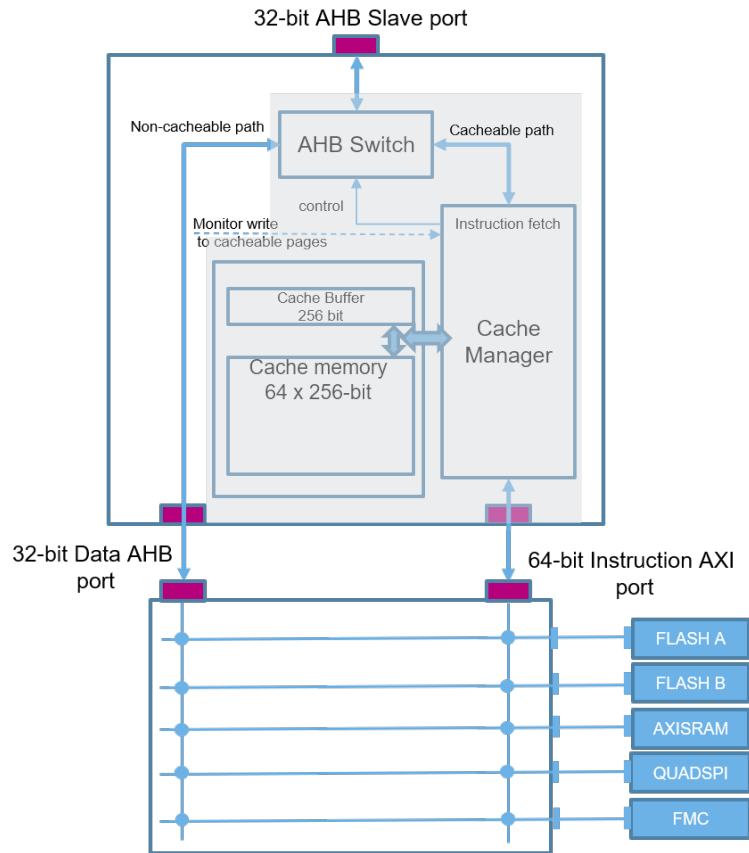 32-bit AHB Slave port
Non-cacheable path
AHB Switch
Cacheable path
control
Monitor write
to cacheable pages
Instruction fetch
Cache Buffer
256 bit
Cache
Manager
Cache memory
64 x 256-bit
32-bit Data AHB
port
64-bit Instruction AXI
port
FLASH A
FLASH B
AXISRAM
QUADSPI
FMC